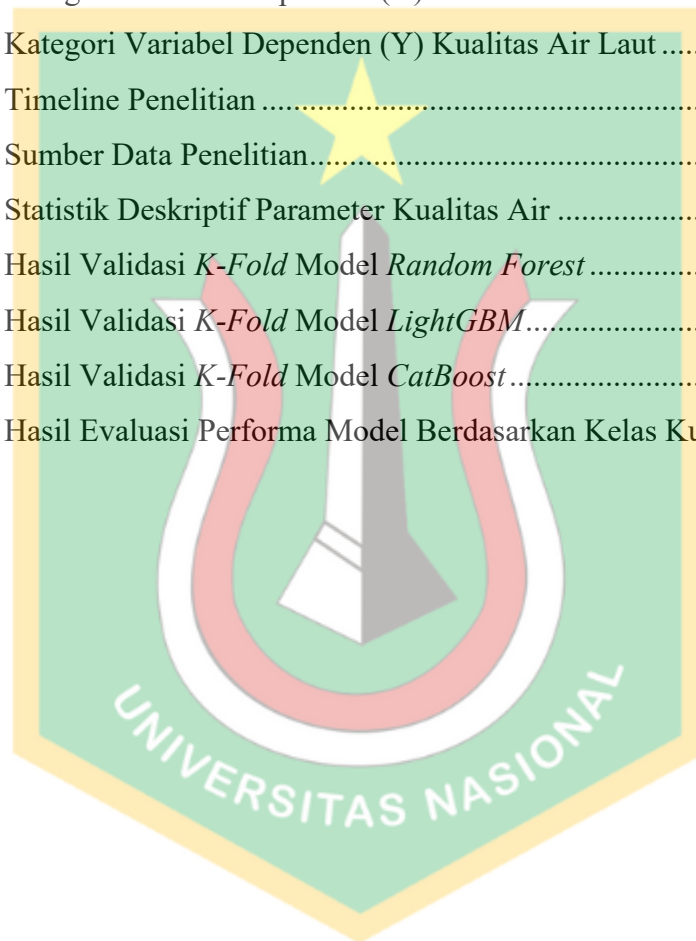 Kategori Variabel Dependen (Y) Kualitas Air Laut ......
Timeline Penelitian ......................................................
Sumber Data Penelitian................................................
Statistik Deskriptif Parameter Kualitas Air ..................
Hasil Validasi K-Fold Model Random Forest ..............
Hasil Validasi K-Fold Model LightGBM......................
Hasil Validasi K-Fold Model CatBoost ........................
Hasil Evaluasi Performa Model Berdasarkan Kelas
UNIVERSITAS NASIONAL